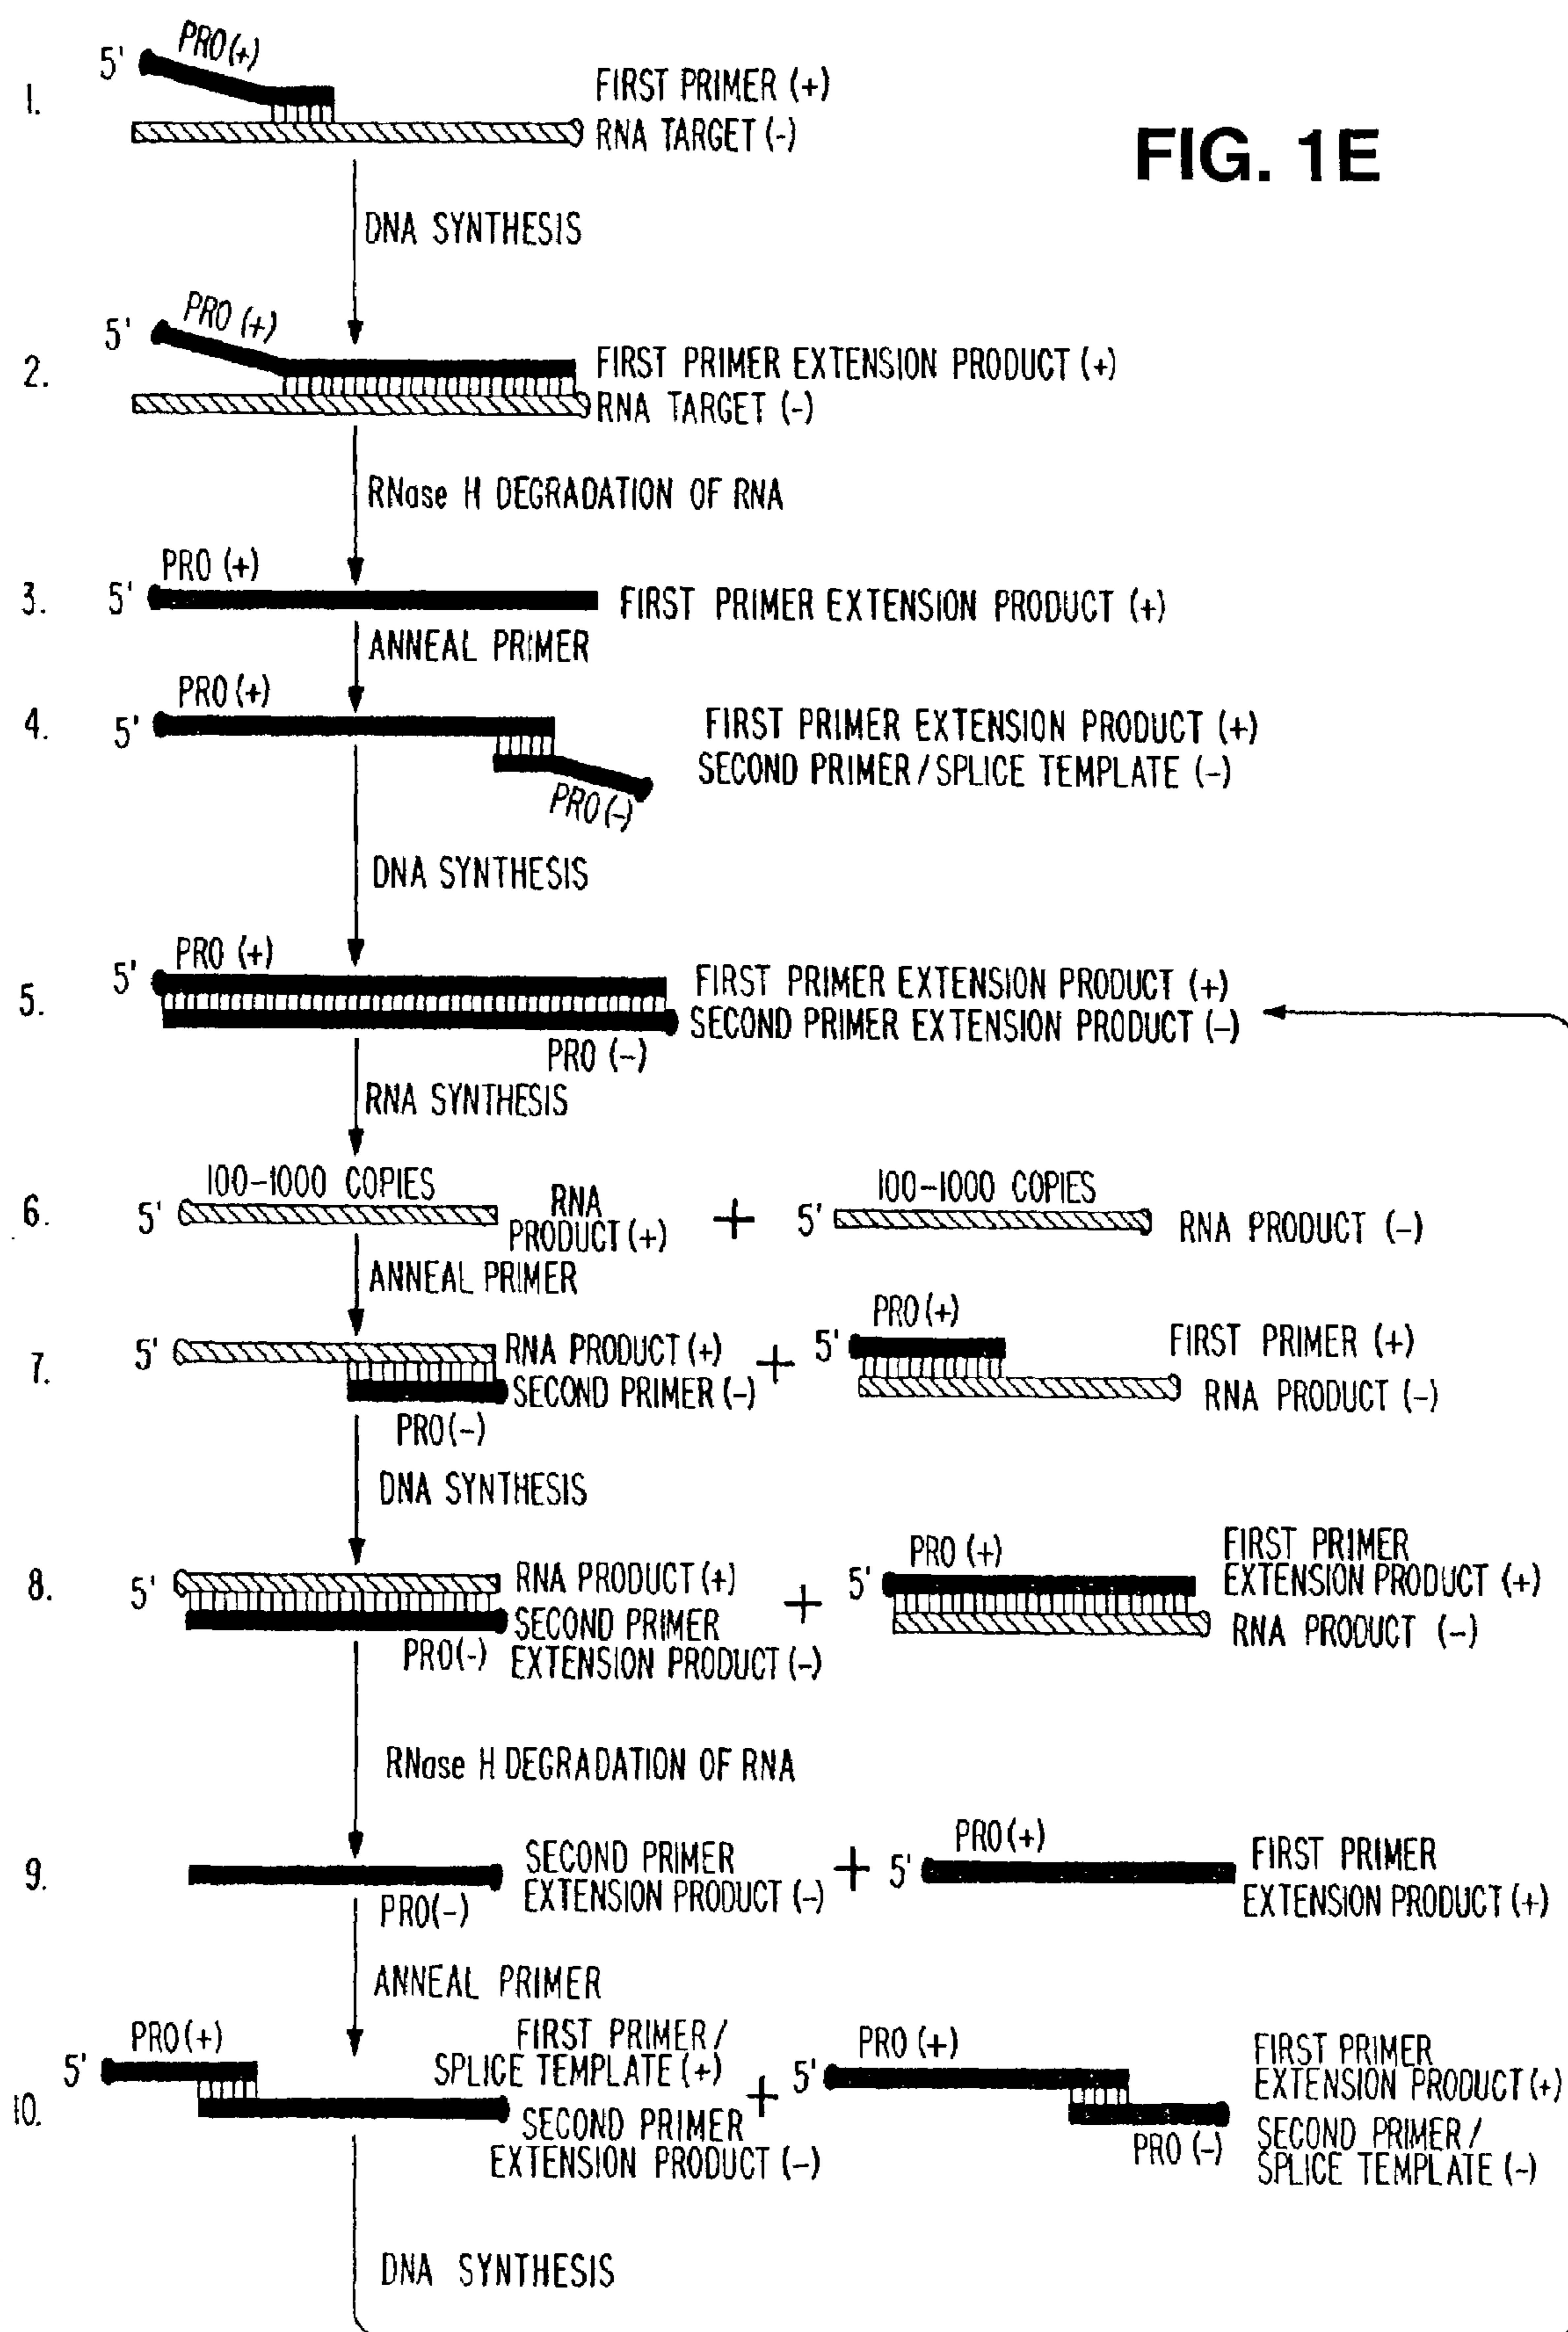 FIG. 1E
1.
5'
PRO (+)
FIRST PRIMER (+)
RNA TARGET (-)
DNA SYNTHESIS
2.
5'
PRO (+)
FIRST PRIMER EXTENSION PRODUCT (+)
RNA TARGET (-)
RNase H DEGRADATION OF RNA
3.
5'
PRO (+)
FIRST PRIMER EXTENSION PRODUCT (+)
ANNEAL PRIMER
4.
5'
PRO (+)
FIRST PRIMER EXTENSION PRODUCT (+)
SECOND PRIMER/SPLICE TEMPLATE (-)
PRO (-)
DNA SYNTHESIS
5.
5'
PRO (+)
FIRST PRIMER EXTENSION PRODUCT (+)
SECOND PRIMER EXTENSION PRODUCT (-)
PRO (-)
RNA SYNTHESIS
6.
5'
100-1000 COPIES
RNA
PRODUCT (+)
+
5'
100-1000 COPIES
RNA PRODUCT (-)
ANNEAL PRIMER
7.
5'
RNA PRODUCT (+)
SECOND PRIMER (-)
PRO (-)
+
5'
PRO (+)
FIRST PRIMER (+)
RNA PRODUCT (-)
DNA SYNTHESIS
8.
5'
RNA PRODUCT (+)
SECOND PRIMER
EXTENSION PRODUCT (-)
PRO (-)
+
5'
PRO (+)
FIRST PRIMER
EXTENSION PRODUCT (+)
RNA PRODUCT (-)
RNase H DEGRADATION OF RNA
9.
SECOND PRIMER
EXTENSION PRODUCT (-)
PRO (-)
+
5'
PRO (+)
FIRST PRIMER
EXTENSION PRODUCT (+)
ANNEAL PRIMER
10.
5'
PRO (+)
FIRST PRIMER/
SPLICE TEMPLATE (+)
SECOND PRIMER
EXTENSION PRODUCT (-)
+
5'
PRO (+)
FIRST PRIMER
EXTENSION PRODUCT (+)
SECOND PRIMER/
SPLICE TEMPLATE (-)
PRO (-)
DNA SYNTHESIS